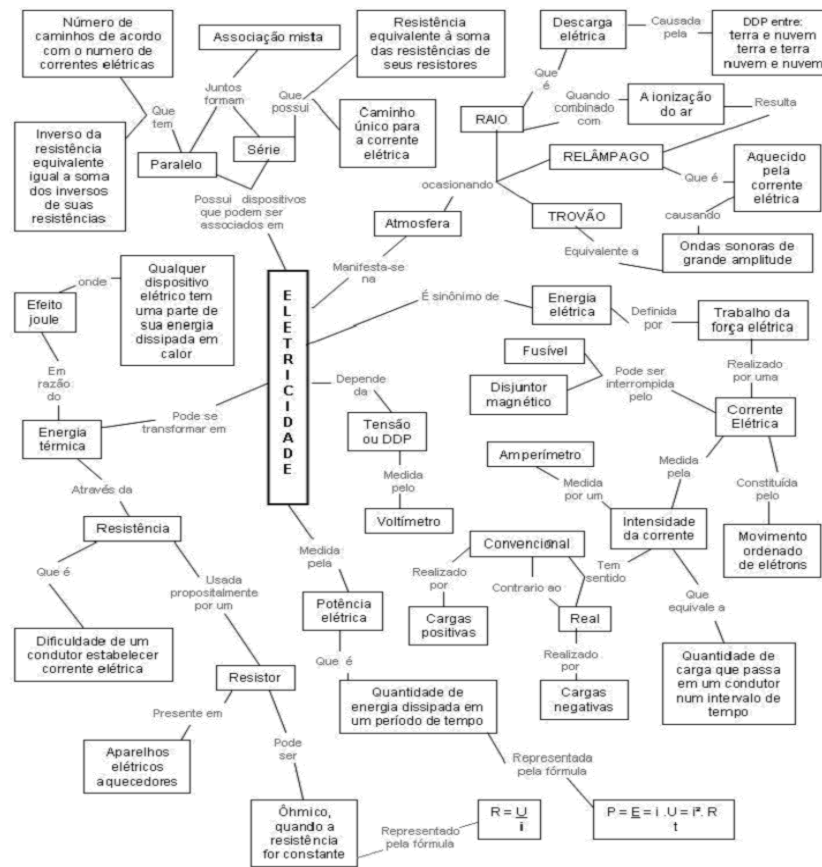 Número de
caminhos de acordo
com o numero de
correntes elétricas
Associação mista
Resistência
equivalente à soma
das resistências de
seus resistores
Descarga
elétrica
Causada
pela
DDP entre:
terra e nuvem
terra e terra
nuvem e nuvem
Juntos
formam
Que
possui
Que
é
Que
tem
Quando
combinado
com
A ionização
do ar
Resulta
RAIO
Inverso da
resistência
equivalente
igual a soma
dos inversos
de suas
resistências
Paralelo
Série
Caminho
único para
a corrente
elétrica
RELÂMPAGO
Que é
Aquecido
pela
corrente
elétrica
Possui dispositivos
que podem ser
associados em
ocasionando
Atmosfera
TROVÃO
causando
Equivalente a
Ondas sonoras de
grande amplitude
Manifesta-se
na
Efeito
joule
onde
Qualquer
dispositivo
elétrico tem
uma parte de
sua energia
dissipada em
calor
ELETRICIDADE
É sinônimo de
Energia
elétrica
Definida
por
Trabalho da
força elétrica
Em
razão
do
Fusível
Disjuntor
magnético
Pode ser
interrompida
pelo
Realizado
por uma
Depende
da
Corrente
Elétrica
Energia
térmica
Pode se
transformar em
Tensão
ou DDP
Amperímetro
Medida
pela
Constituída
pelo
Medida
pelo
Medida
por um
Através da
Voltímetro
Intensidade
da corrente
Movimento
ordenado de
elétrons
Resistência
Convencional
Tem
sentido
Que é
Usada
propositalmente
por um
Medida
pela
Realizado
por
Contrario ao
Que
equivale a
Potência
elétrica
Cargas
positivas
Real
Dificuldade de um
condutor estabelecer
corrente elétrica
Resistor
Que é
Realizado
por
Quantidade de
carga que passa
em um condutor
num intervalo de
tempo
Quantidade de
energia dissipada em
um período de tempo
Cargas
negativas
Presente em
Aparelhos
elétricos
aquecedores
Pode
ser
Representada
pela fórmula
Ôhmico,
quando a
resistência
for constante
Representado
pela fórmula
R = U
i
P = E = i .U = i². R
t